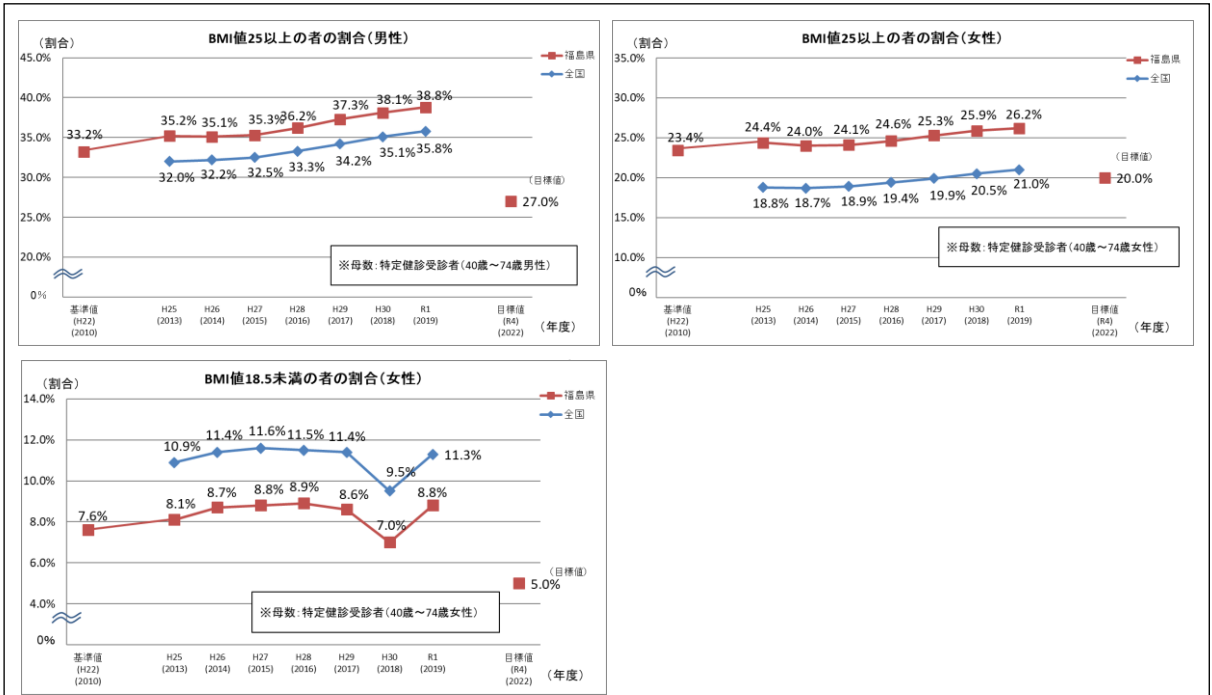 BMI値25以上の者の割合(男性)
（割合）
福島県
全国
45.0%
40.0%
35.0%
30.0%
25.0%
20.0%
0%
33.2%
35.2%
35.1%
35.3%
36.2%
37.3%
38.1%
38.8%
32.0%
32.2%
32.5%
33.3%
34.2%
35.1%
35.8%
（目標値）
27.0%
※母数：特定健診受診者(40歳～74歳男性)
基準値 H25 H26 H27 H28 H29 H30 R1 目標値
(H22) (2013) (2014) (2015) (2016) (2017) (2018) (2019) (R4)
(2010) (2022)
（年度）
BMI値25以上の者の割合(女性)
（割合）
福島県
全国
35.0%
30.0%
25.0%
20.0%
15.0%
10.0%
0%
23.4%
24.4%
24.0%
24.1%
24.6%
25.3%
25.9%
26.2%
18.8%
18.7%
18.9%
19.4%
19.9%
20.5%
21.0%
（目標値）
20.0%
※母数：特定健診受診者(40歳～74歳女性)
基準値 H25 H26 H27 H28 H29 H30 R1 目標値
(H22) (2013) (2014) (2015) (2016) (2017) (2018) (2019) (R4)
(2010) (2022)
（年度）
BMI値18.5未満の者の割合(女性)
（割合）
福島県
全国
14.0%
12.0%
10.0%
8.0%
6.0%
4.0%
0%
10.9%
11.4%
11.6%
11.5%
11.4%
9.5%
11.3%
7.6%
8.1%
8.7%
8.8%
8.9%
8.6%
7.0%
8.8%
（目標値）
5.0%
※母数：特定健診受診者(40歳～74歳女性)
基準値 H25 H26 H27 H28 H29 H30 R1 目標値
(H22) (2013) (2014) (2015) (2016) (2017) (2018) (2019) (R4)
(2010) (2022)
（年度）